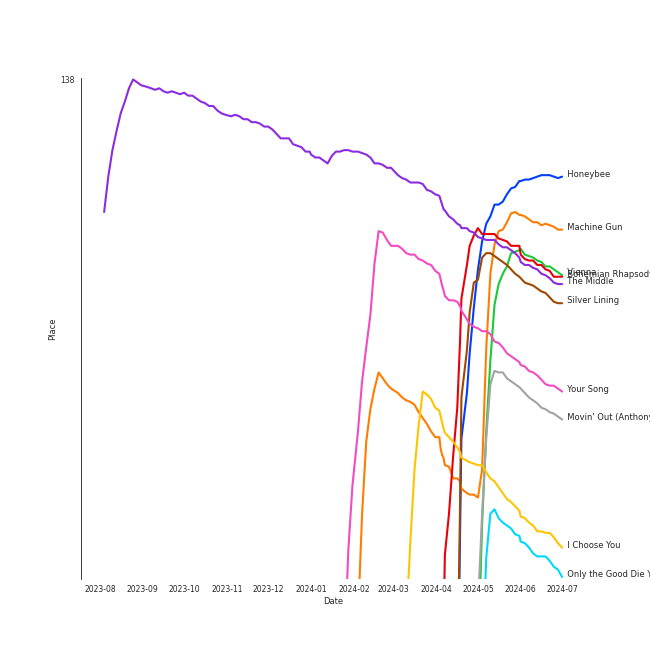 138
Place
Honeybee
Machine Gun
Vienna
Bohemian Rhapsody
The Middle
Silver Lining
Your Song
Movin' Out (Anthony
I Choose You
Only the Good Die Y
2023-08 2023-09 2023-10 2023-11 2023-12 2024-01 2024-02 2024-03 2024-04 2024-05 2024-06 2024-07
Date